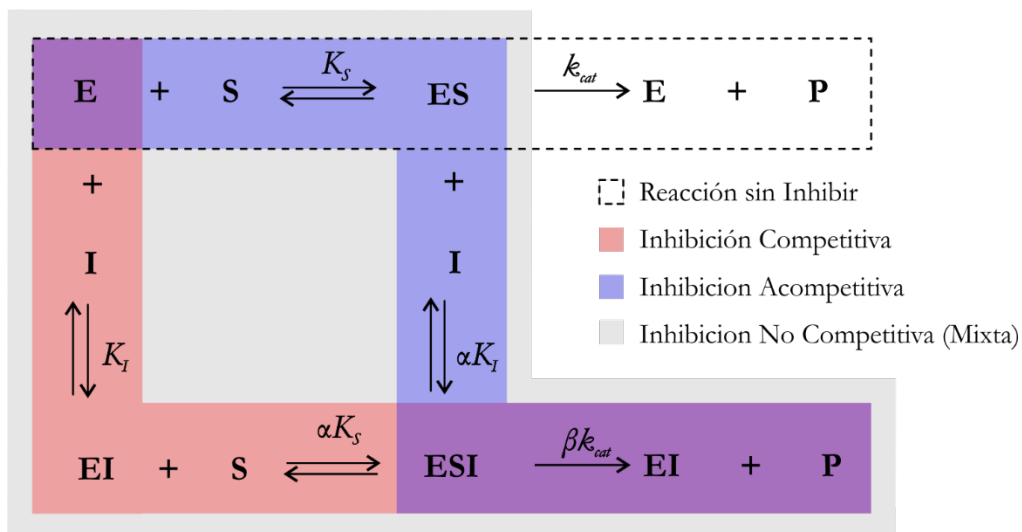 E + S K_S ES k_cat E + P
+ +
I I
K_I αK_I
Reacción sin Inhibir
Inhibición Competitiva
Inhibicion Acompetitiva
Inhibicion No Competitiva (Mixta)
EI + S αK_S ESI βk_cat EI + P